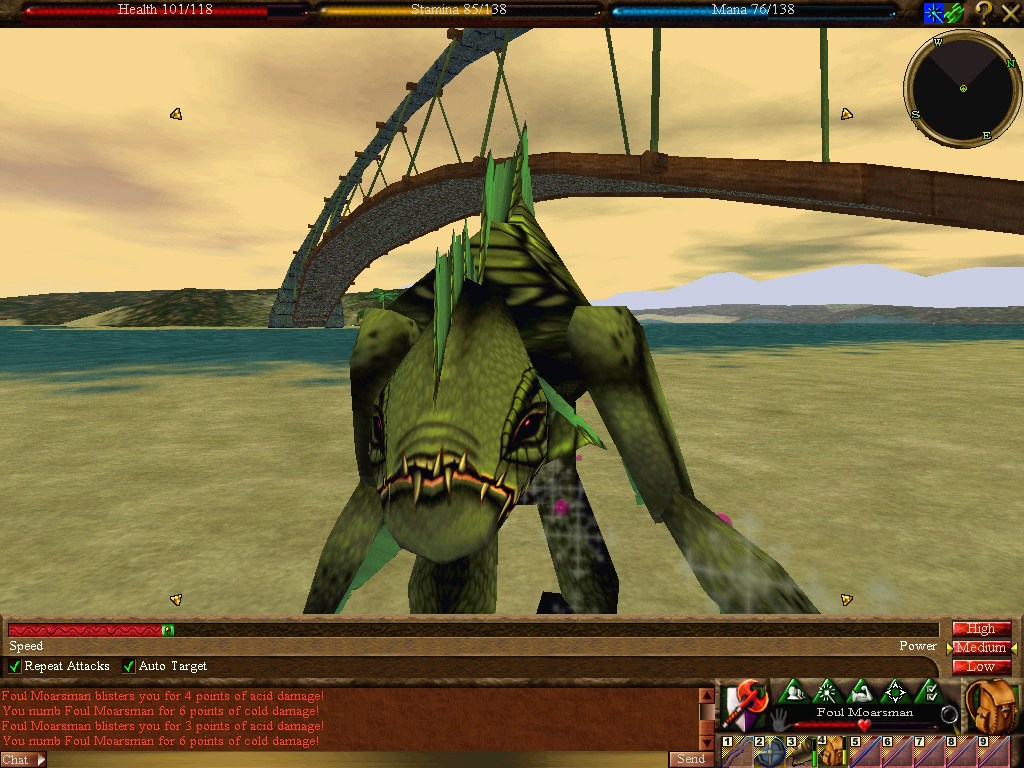 Health 101/118 Stamina 85/138 Mana 76/138
?
W
N
S
E
High
Speed Power Medium
Repeat Attacks Auto Target Low
Foul Moarsman blisters you for 4 points of acid damage!
You numb Foul Moarsman for 6 points of cold damage!
Foul Moarsman blisters you for 3 points of acid damage!
You numb Foul Moarsman for 6 points of cold damage!
Foul Moarsman
1 2 3 4 5 6 7 8 9
Chat Send